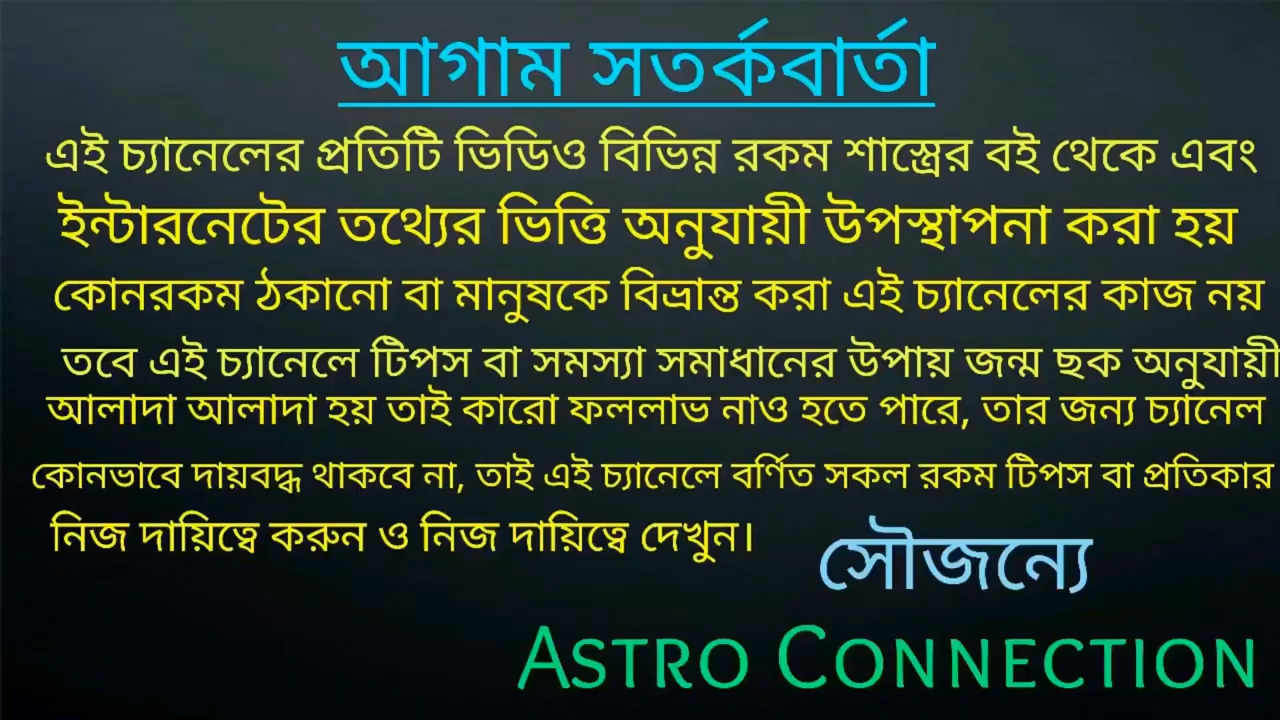 আগাম সতর্কবার্তা
এই চ্যানেলের প্রতিটি ভিডিও বিভিন্ন রকম শাস্ত্রের বই থেকে এবং
ইন্টারনেটের তথ্যের ভিত্তি অনুযায়ী উপস্থাপনা করা হয়
কোনরকম ঠকানো বা মানুষকে বিভ্রান্ত করা এই চ্যানেলের কাজ নয়
তবে এই চ্যানেলে টিপস বা সমস্যা সমাধানের উপায় জন্ম ছক অনুযায়ী
আলাদা আলাদা হয় তাই কারো ফললাভ নাও হতে পারে, তার জন্য চ্যানেল
কোনভাবে দায়বদ্ধ থাকবে না, তাই এই চ্যানেলে বর্ণিত সকল রকম টিপস বা প্রতিকার
নিজ দায়িত্বে করুন ও নিজ দায়িত্বে দেখুন।
সৌজন্যে
ASTRO CONNECTION